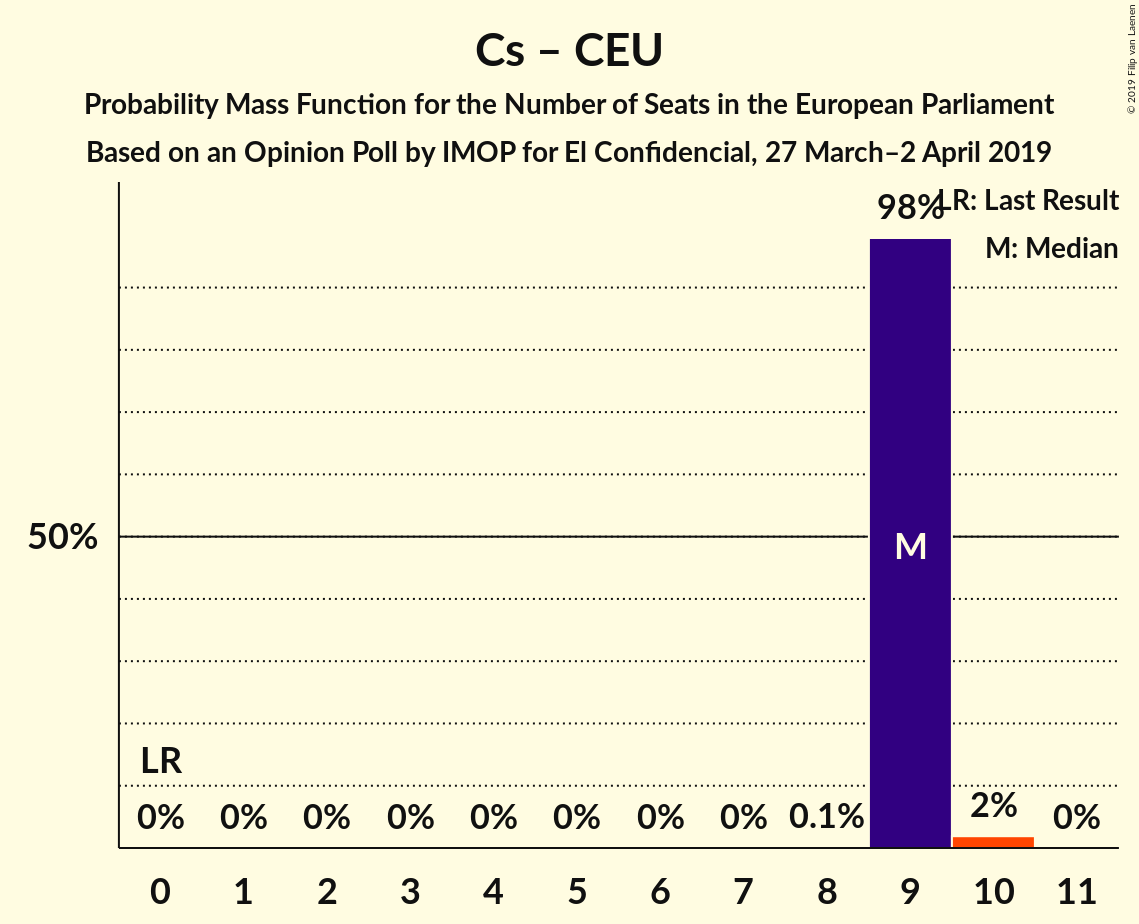 Cs – CEU
Probability Mass Function for the Number of Seats in the European Parliament
Based on an Opinion Poll by IMOP for El Confidencial, 27 March–2 April 2019
© 2019 Filip van Laenen
LR: Last Result
M: Median
98%
50%
M
LR
0% 0% 0% 0% 0% 0% 0% 0% 0.1% 2% 0%
0 1 2 3 4 5 6 7 8 9 10 11